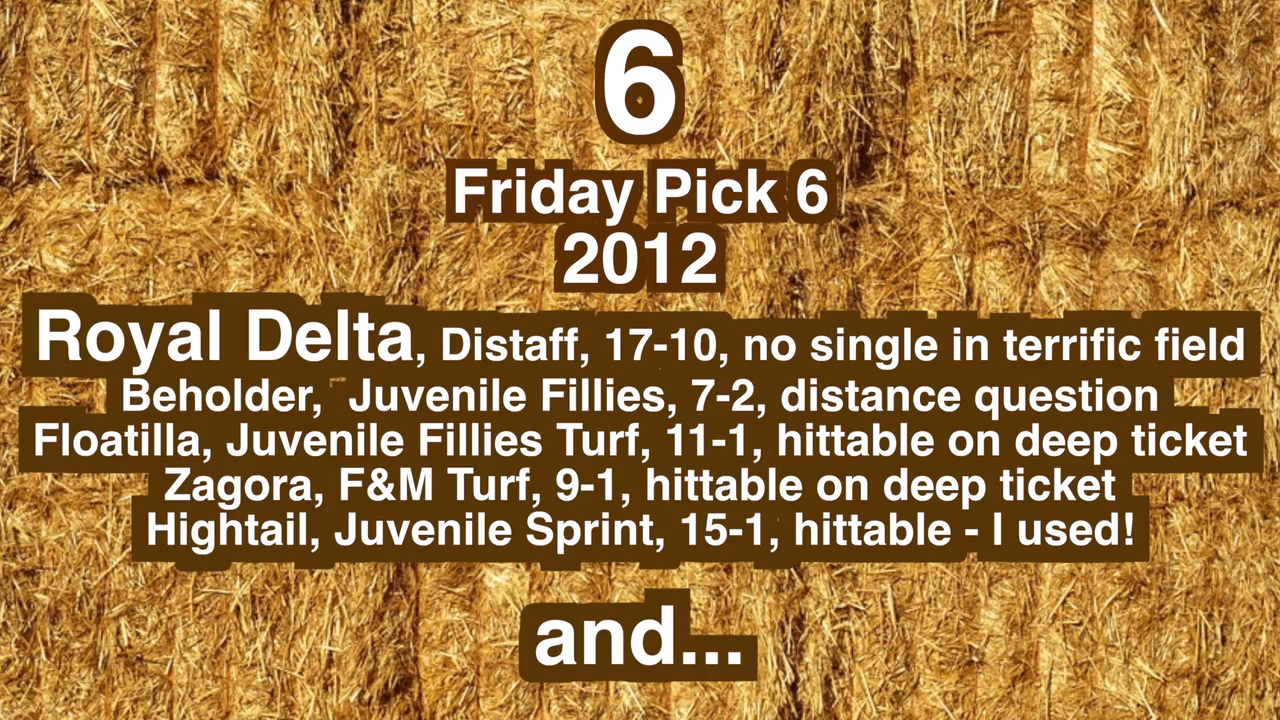 6
Friday Pick 6
2012
Royal Delta, Distaff, 17-10, no single in terrific field
Beholder, Juvenile Fillies, 7-2, distance question
Floatilla, Juvenile Fillies Turf, 11-1, hittable on deep ticket
Zagora, F&M Turf, 9-1, hittable on deep ticket
Hightail, Juvenile Sprint, 15-1, hittable - I used!
and...